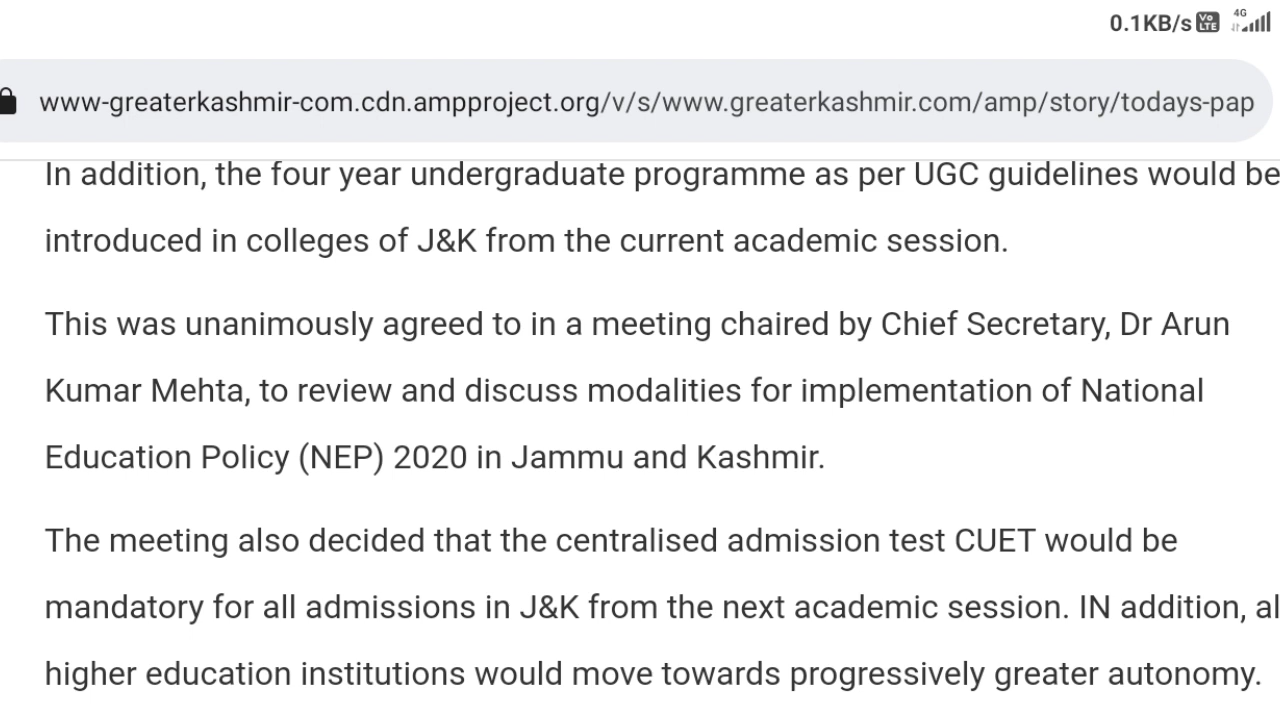 0.1KB/s Vo LTE 4G
www-greaterkashmir-com.cdn.ampproject.org/v/s/www.greaterkashmir.com/amp/story/todays-pap
In addition, the four year undergraduate programme as per UGC guidelines would be
introduced in colleges of J&K from the current academic session.
This was unanimously agreed to in a meeting chaired by Chief Secretary, Dr Arun
Kumar Mehta, to review and discuss modalities for implementation of National
Education Policy (NEP) 2020 in Jammu and Kashmir.
The meeting also decided that the centralised admission test CUET would be
mandatory for all admissions in J&K from the next academic session. IN addition, al
higher education institutions would move towards progressively greater autonomy.